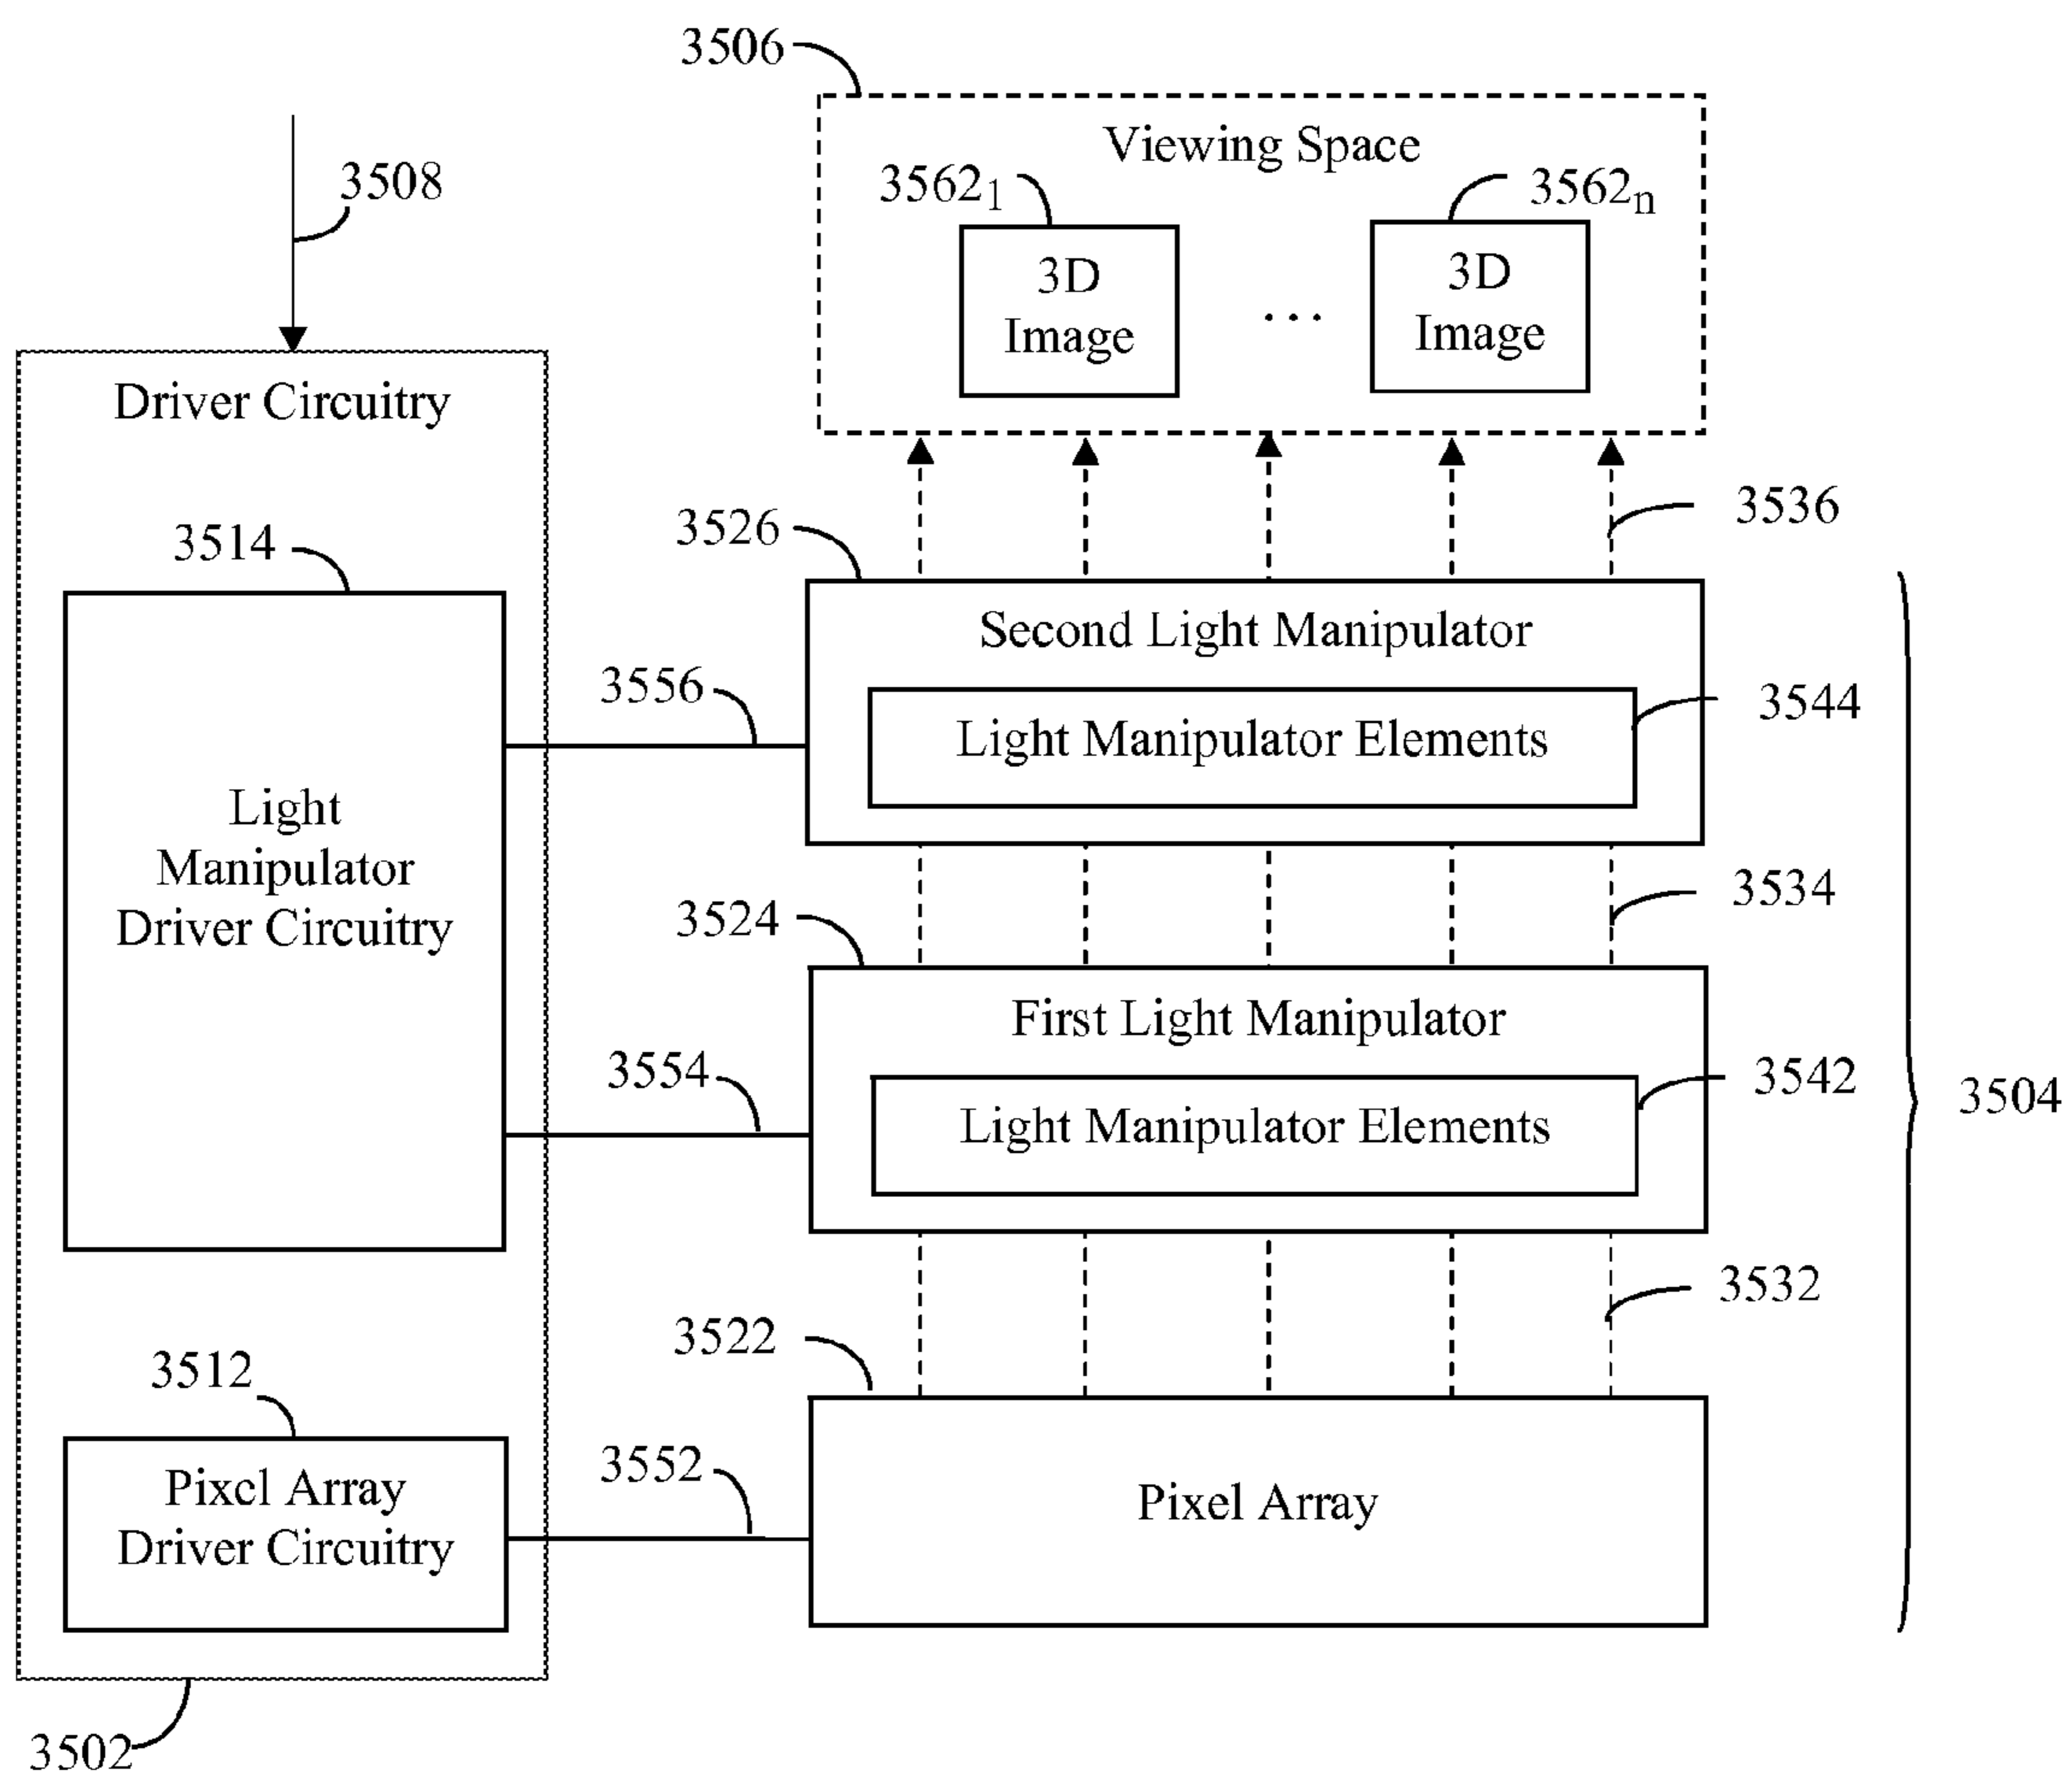 3506
Viewing Space
3508
3562₁
3562ₙ
3D
Image
...
3D
Image
Driver Circuitry
3536
3526
3514
Second Light Manipulator
3556
3544
Light Manipulator Elements
Light
Manipulator
Driver Circuitry
3534
3524
First Light Manipulator
3554
3542
3504
Light Manipulator Elements
3532
3522
3512
3552
Pixcl Array
Driver Circuitry
Pixel Array
3502